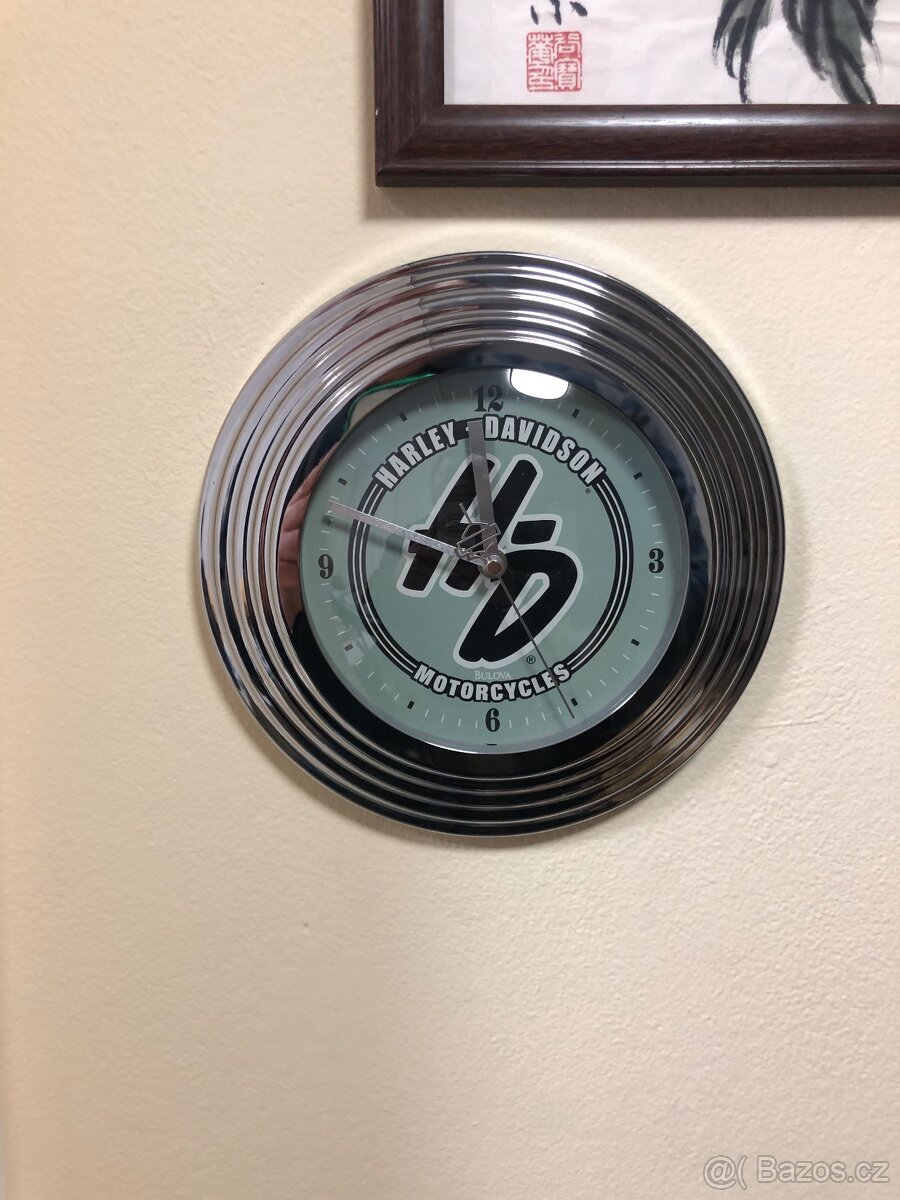 12
HARLEY-DAVIDSON
®
H-D
9
3
®
BULOVA
MOTORCYCLES
6
@( Bazos.cz